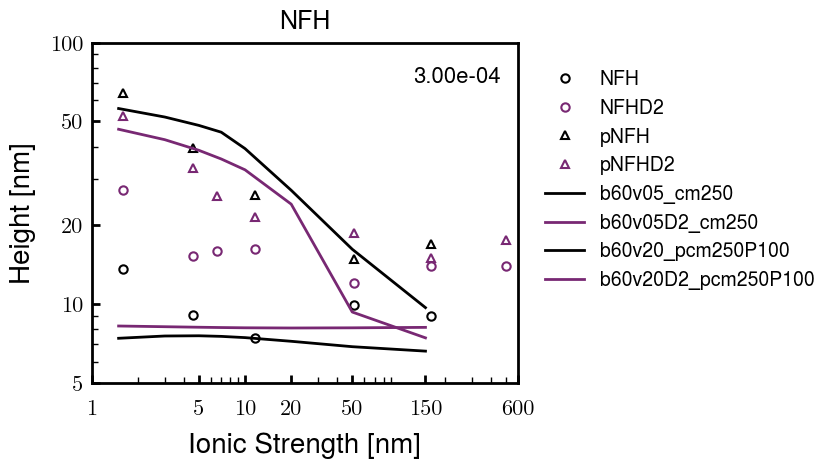 NFH
100
50
20
10
5
Height [nm]
3.00e-04
1
5
10
20
50
150
600
Ionic Strength [nm]
NFH
NFHD2
pNFH
pNFHD2
b60v05_cm250
b60v05D2_cm250
b60v20_pcm250P100
b60v20D2_pcm250P100